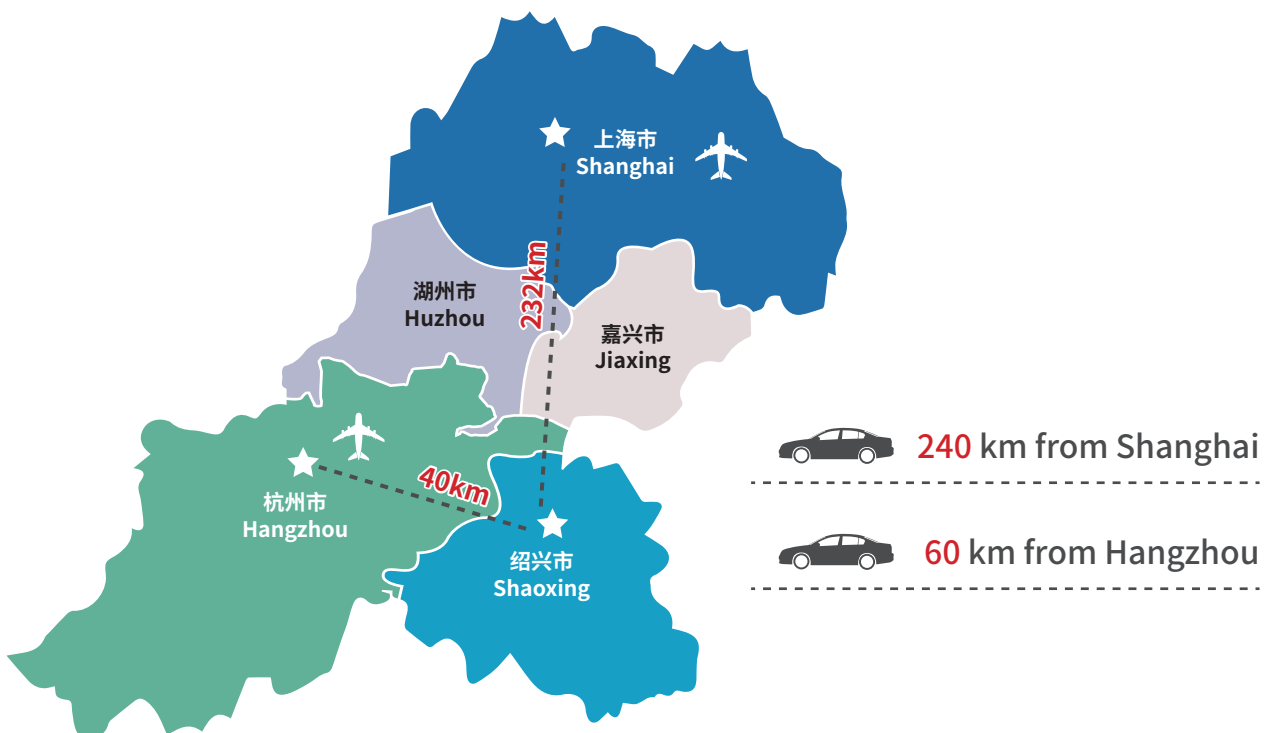 上海市
Shanghai
232km
湖州市
Huzhou
嘉兴市
Jiaxing
40km
杭州市
Hangzhou
绍兴市
Shaoxing
240 km from Shanghai
60 km from Hangzhou